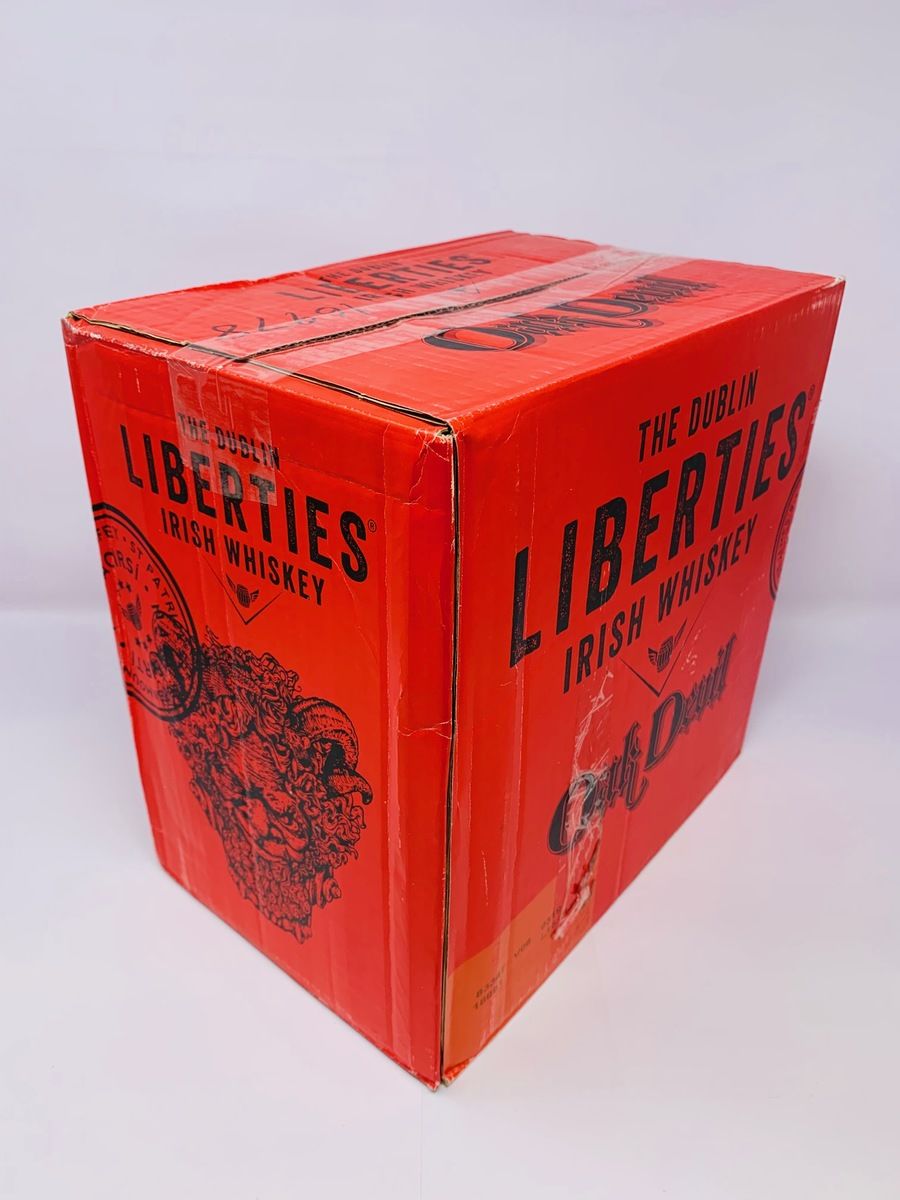 THE DUBLIN
LIBERTIES
IRISH WHISKEY
Oak Devil
THE DUBLIN
LIBERTIES®
IRISH WHISKEY
THE DUBLIN
LIBERTIES®
IRISH WHISKEY
Oak Devil